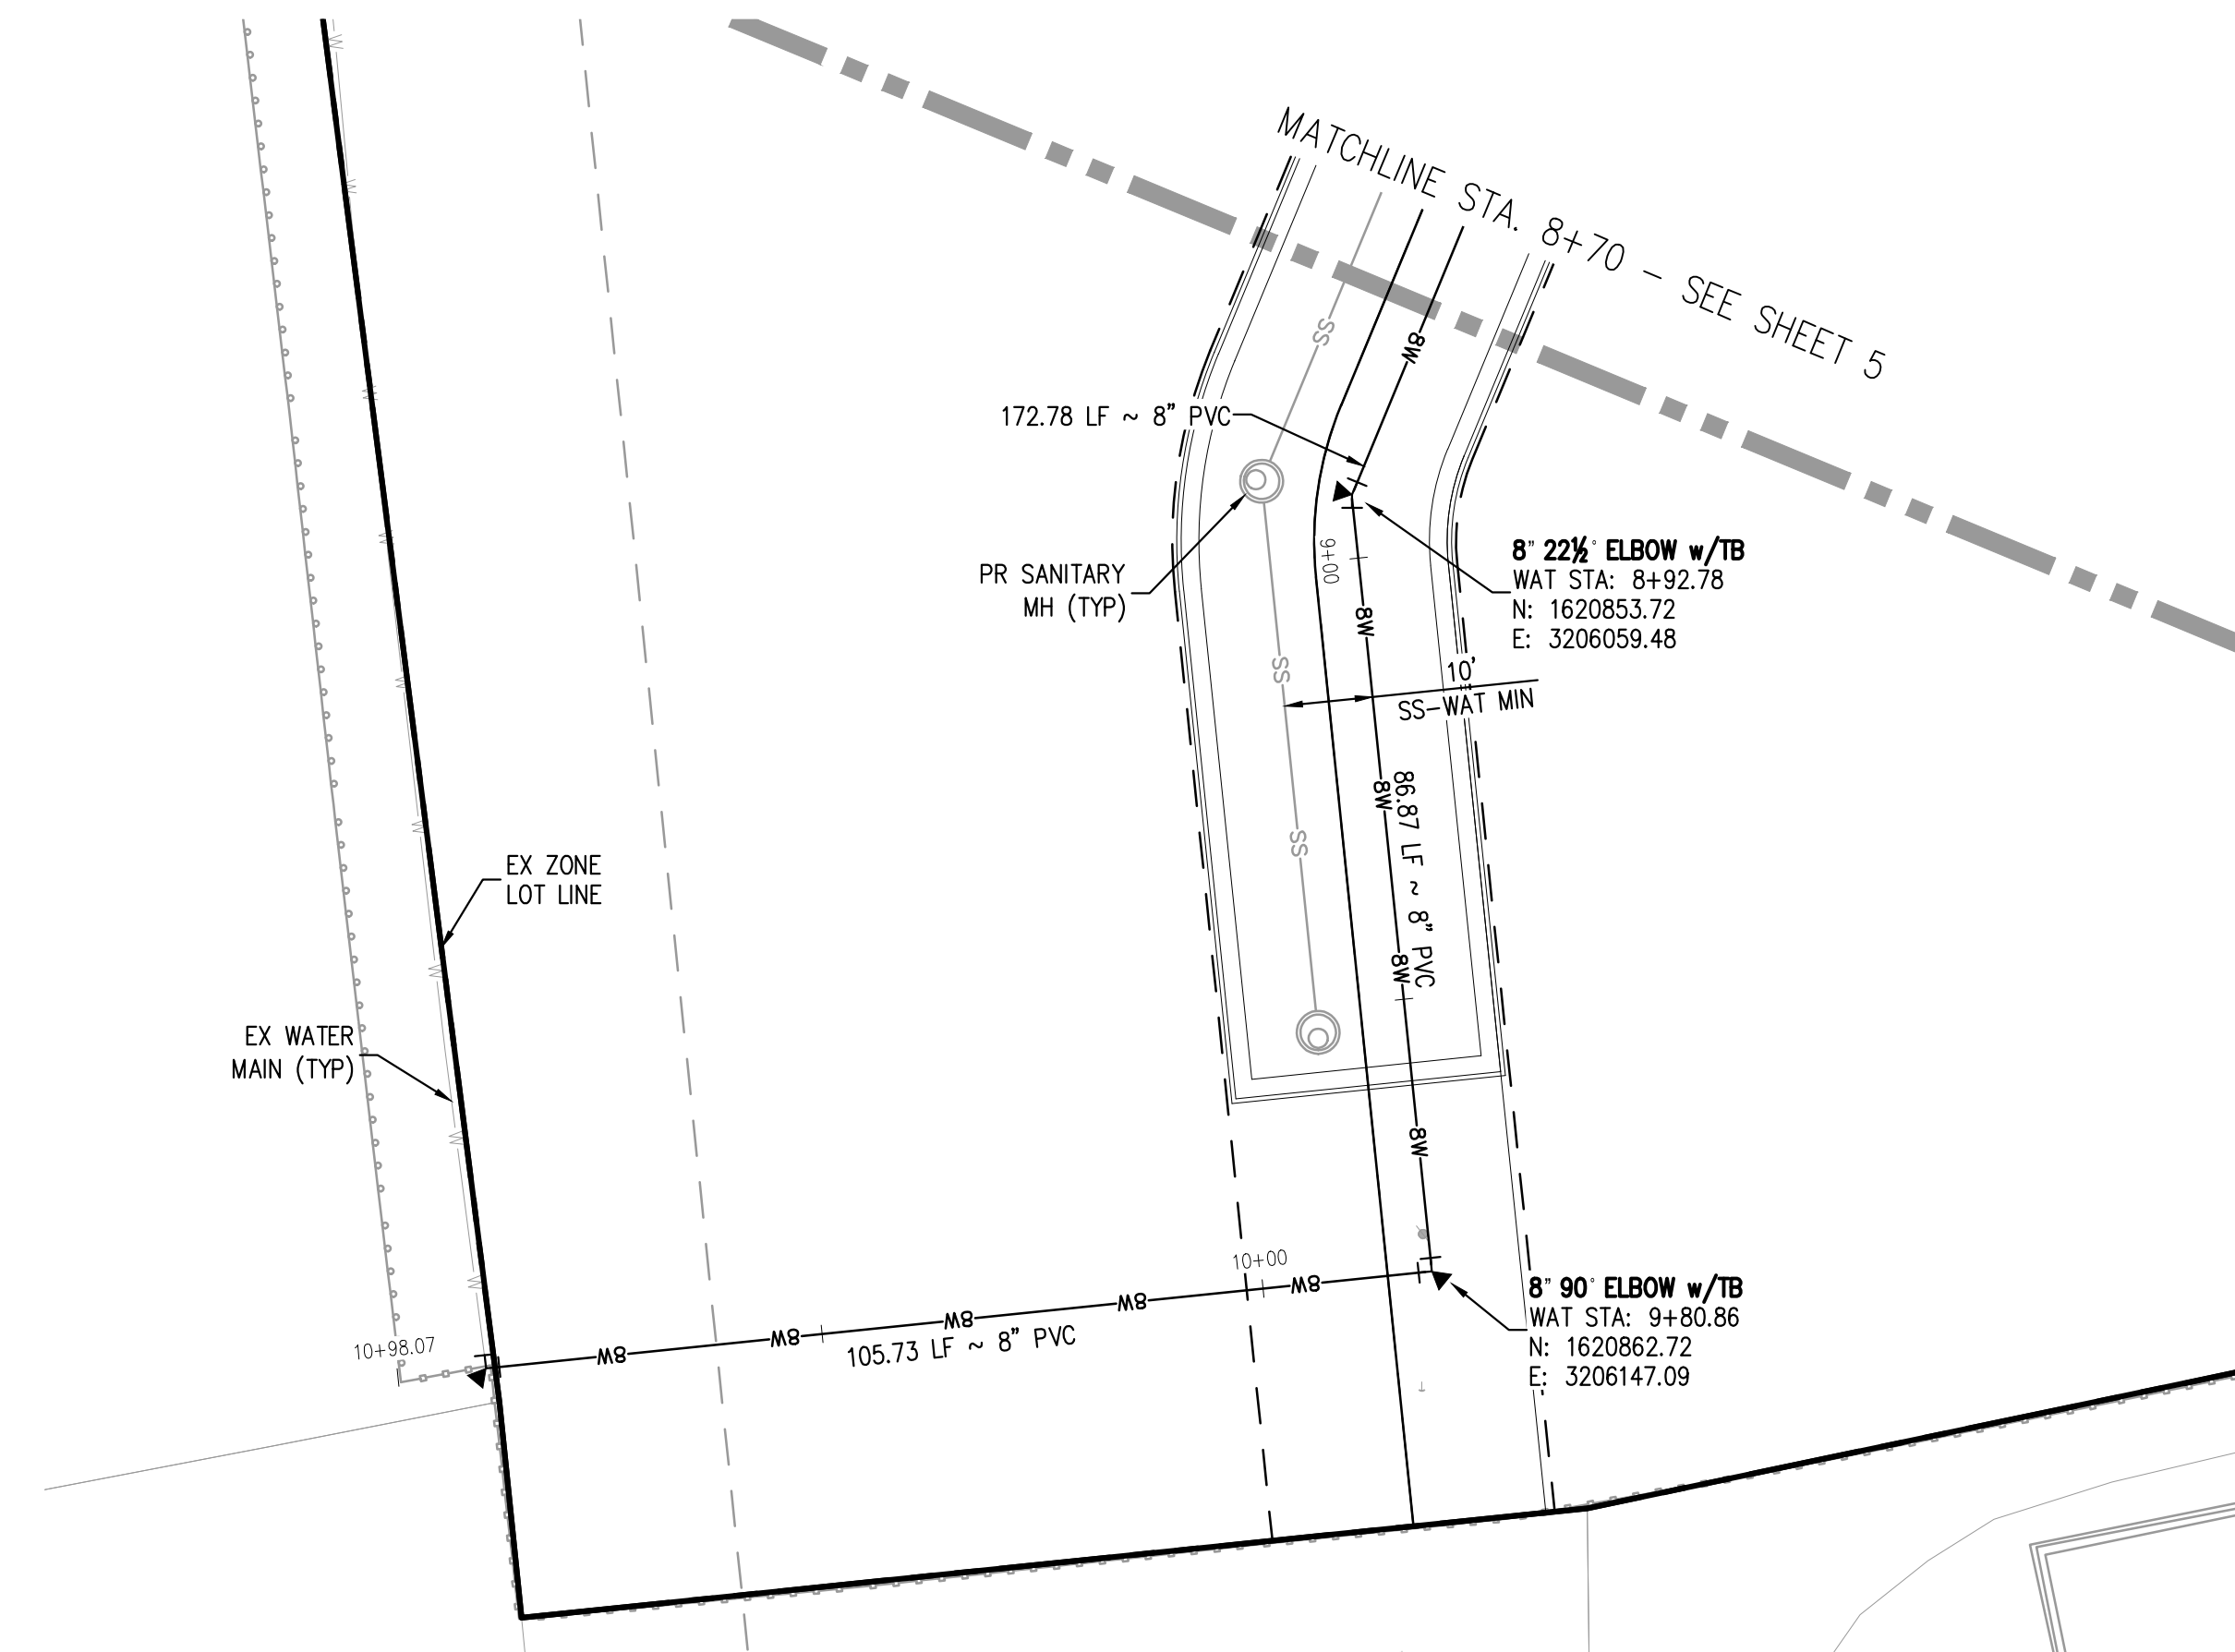 MATCHLINE STA. 8+70 - SEE SHEET 5
SS
8W
172.78 LF ~ 8" PVC
9+00
8" 22½° ELBOW w/TB
WAT STA: 8+92.78
N: 1620853.72
E: 3206059.48
PR SANITARY
MH (TYP)
8W
SS
10'
SS-WAT MIN
8W
86.87 LF ~ 8" PVC
SS
EX ZONE
LOT LINE
8W
EX WATER
MAIN (TYP)
8W
10+00
8W
8W
8W
8W
8W
105.73 LF ~ 8" PVC
10+98.07
8" 90° ELBOW w/TB
WAT STA: 9+80.86
N: 1620862.72
E: 3206147.09
W
W
W
W
W
W
W
W
W